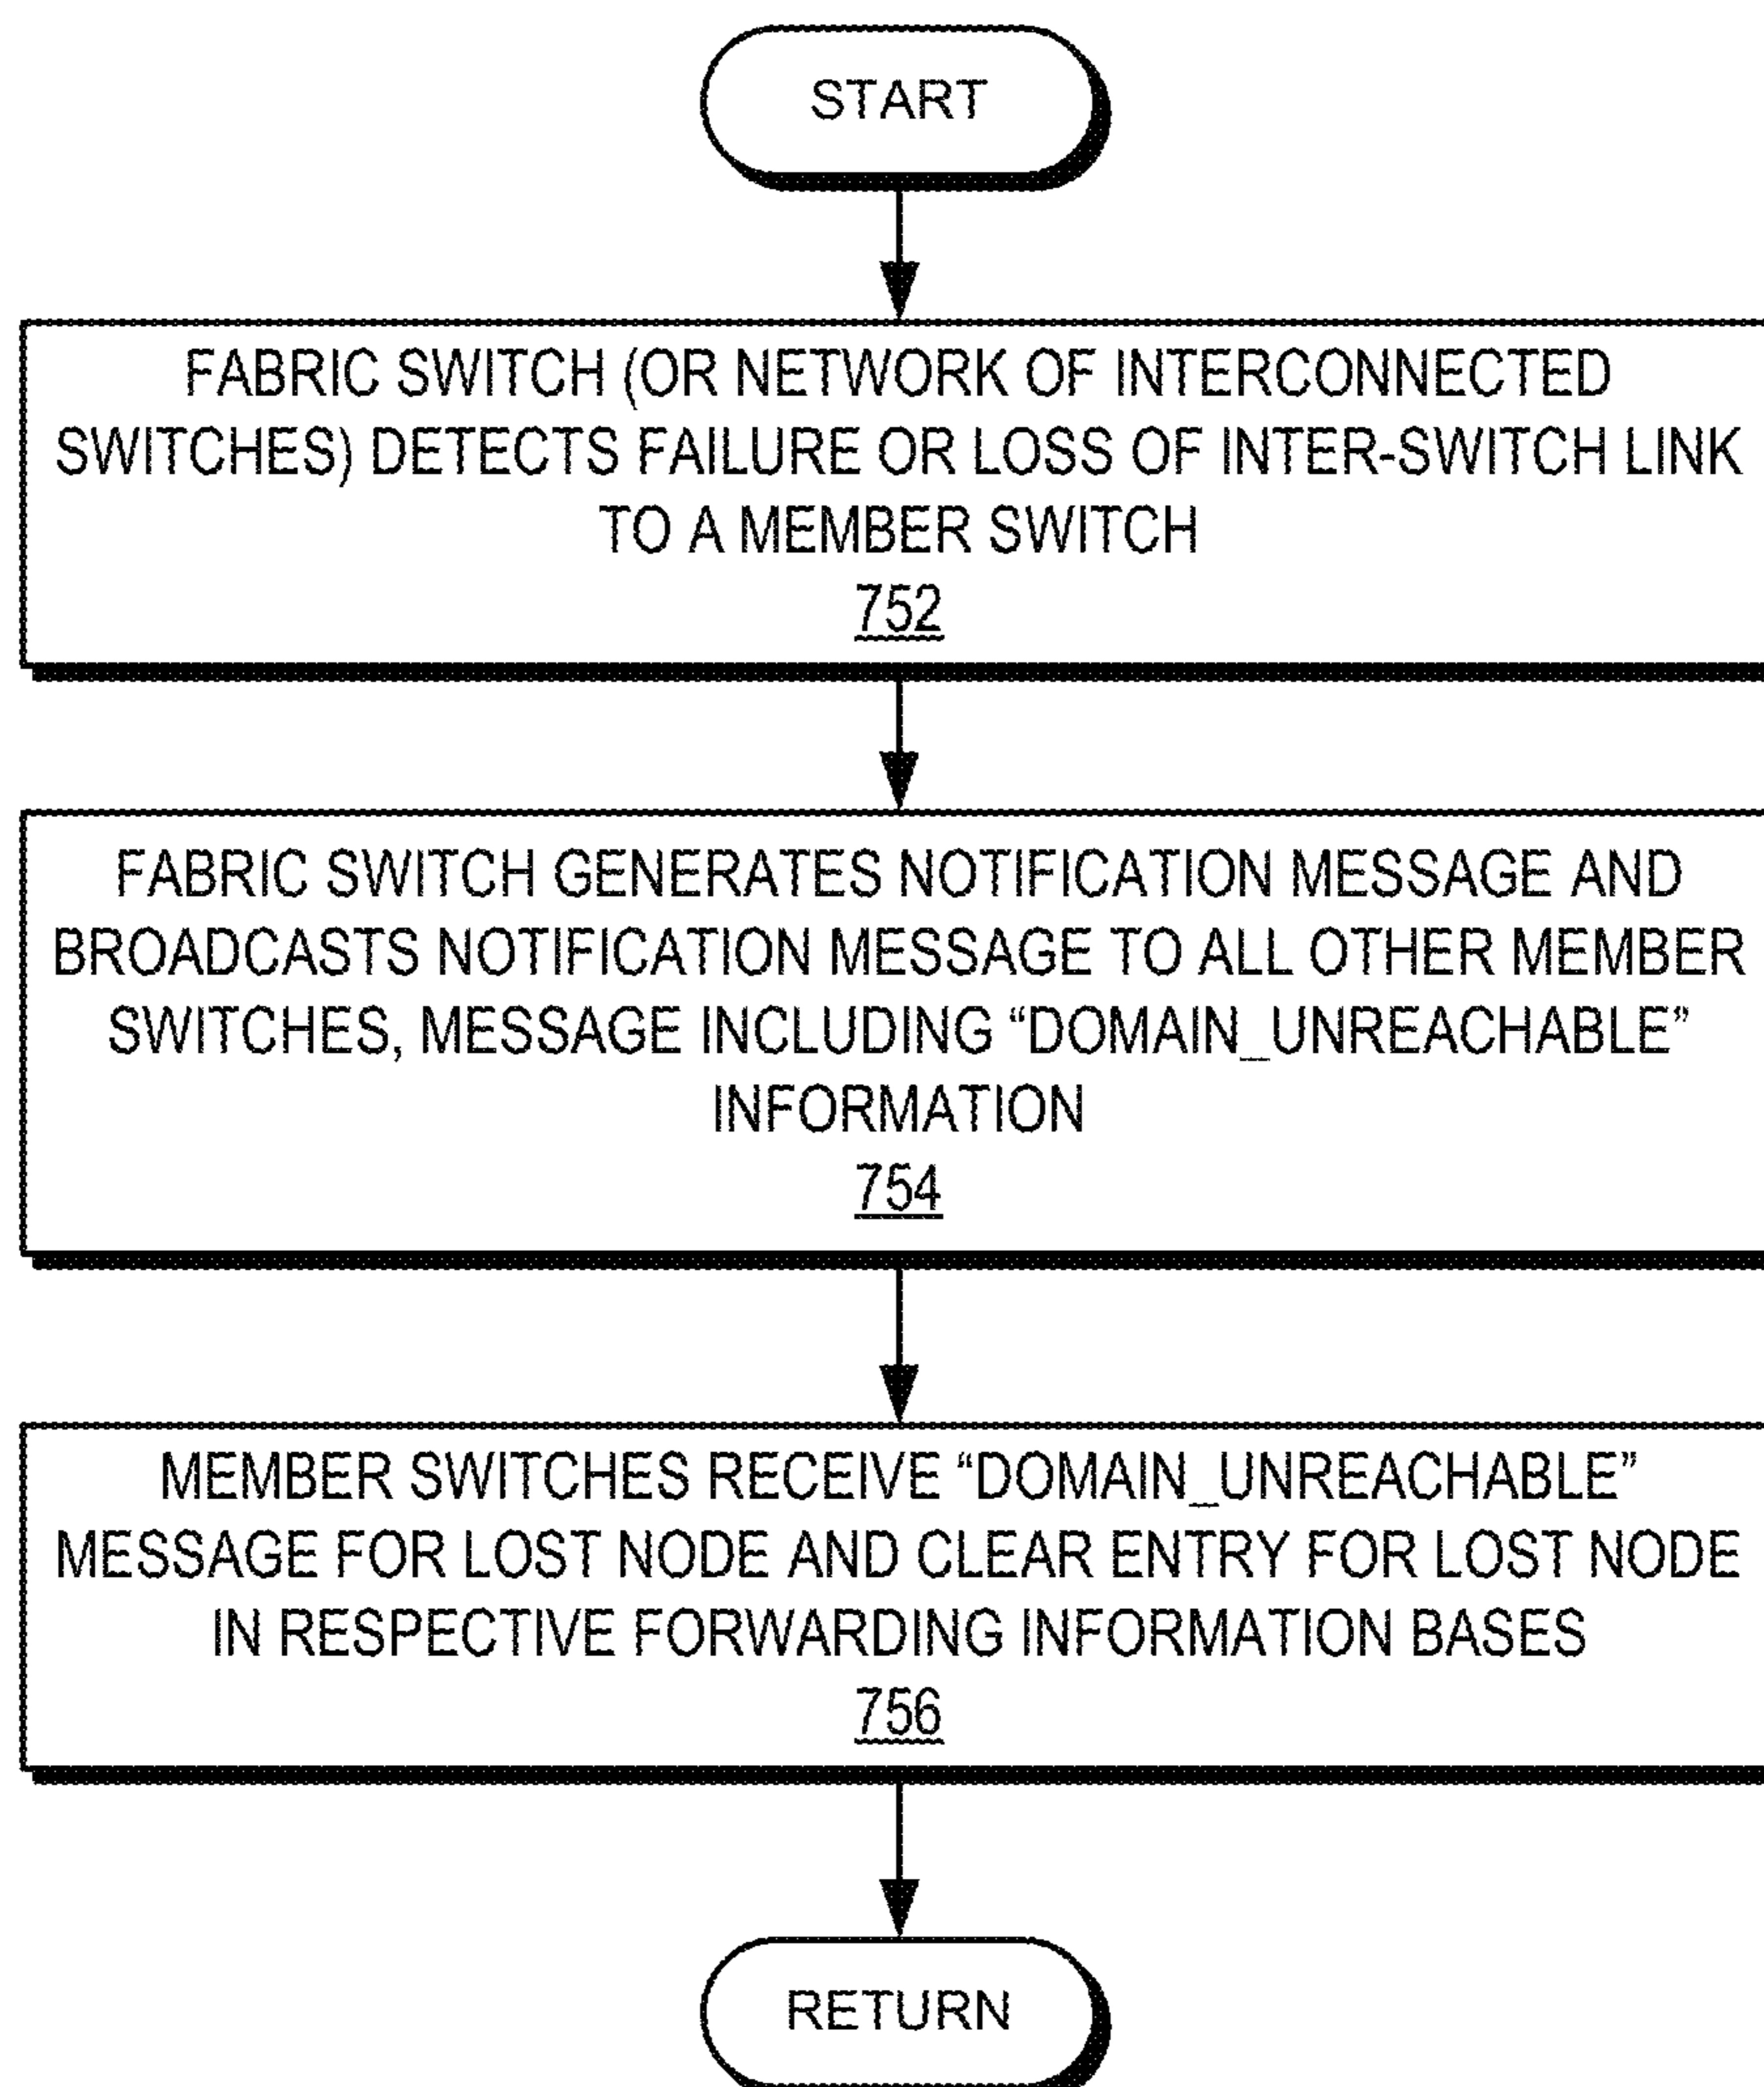 START
FABRIC SWITCH (OR NETWORK OF INTERCONNECTED
SWITCHES) DETECTS FAILURE OR LOSS OF INTER-SWITCH LINK
TO A MEMBER SWITCH
752
FABRIC SWITCH GENERATES NOTIFICATION MESSAGE AND
BROADCASTS NOTIFICATION MESSAGE TO ALL OTHER MEMBER
SWITCHES, MESSAGE INCLUDING “DOMAIN_UNREACHABLE”
INFORMATION
754
MEMBER SWITCHES RECEIVE “DOMAIN_UNREACHABLE”
MESSAGE FOR LOST NODE AND CLEAR ENTRY FOR LOST NODE
IN RESPECTIVE FORWARDING INFORMATION BASES
756
RETURN